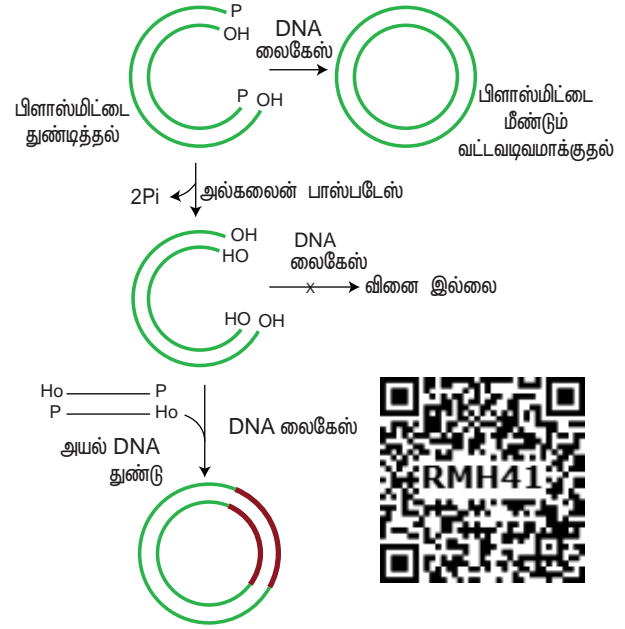 P
OH
DNA
லைகேஸ்
P OH
பிளாஸ்மிட்டை
துண்டித்தல்
பிளாஸ்மிட்டை
மீண்டும்
வட்டவடிவமாக்குதல்
2Pi
அல்கலைன் பாஸ்படேஸ்
OH
HO
DNA
லைகேஸ்
x
வினை இல்லை
HO OH
Ho P
P Ho
DNA லைகேஸ்
அயல் DNA
துண்டு
RMH41